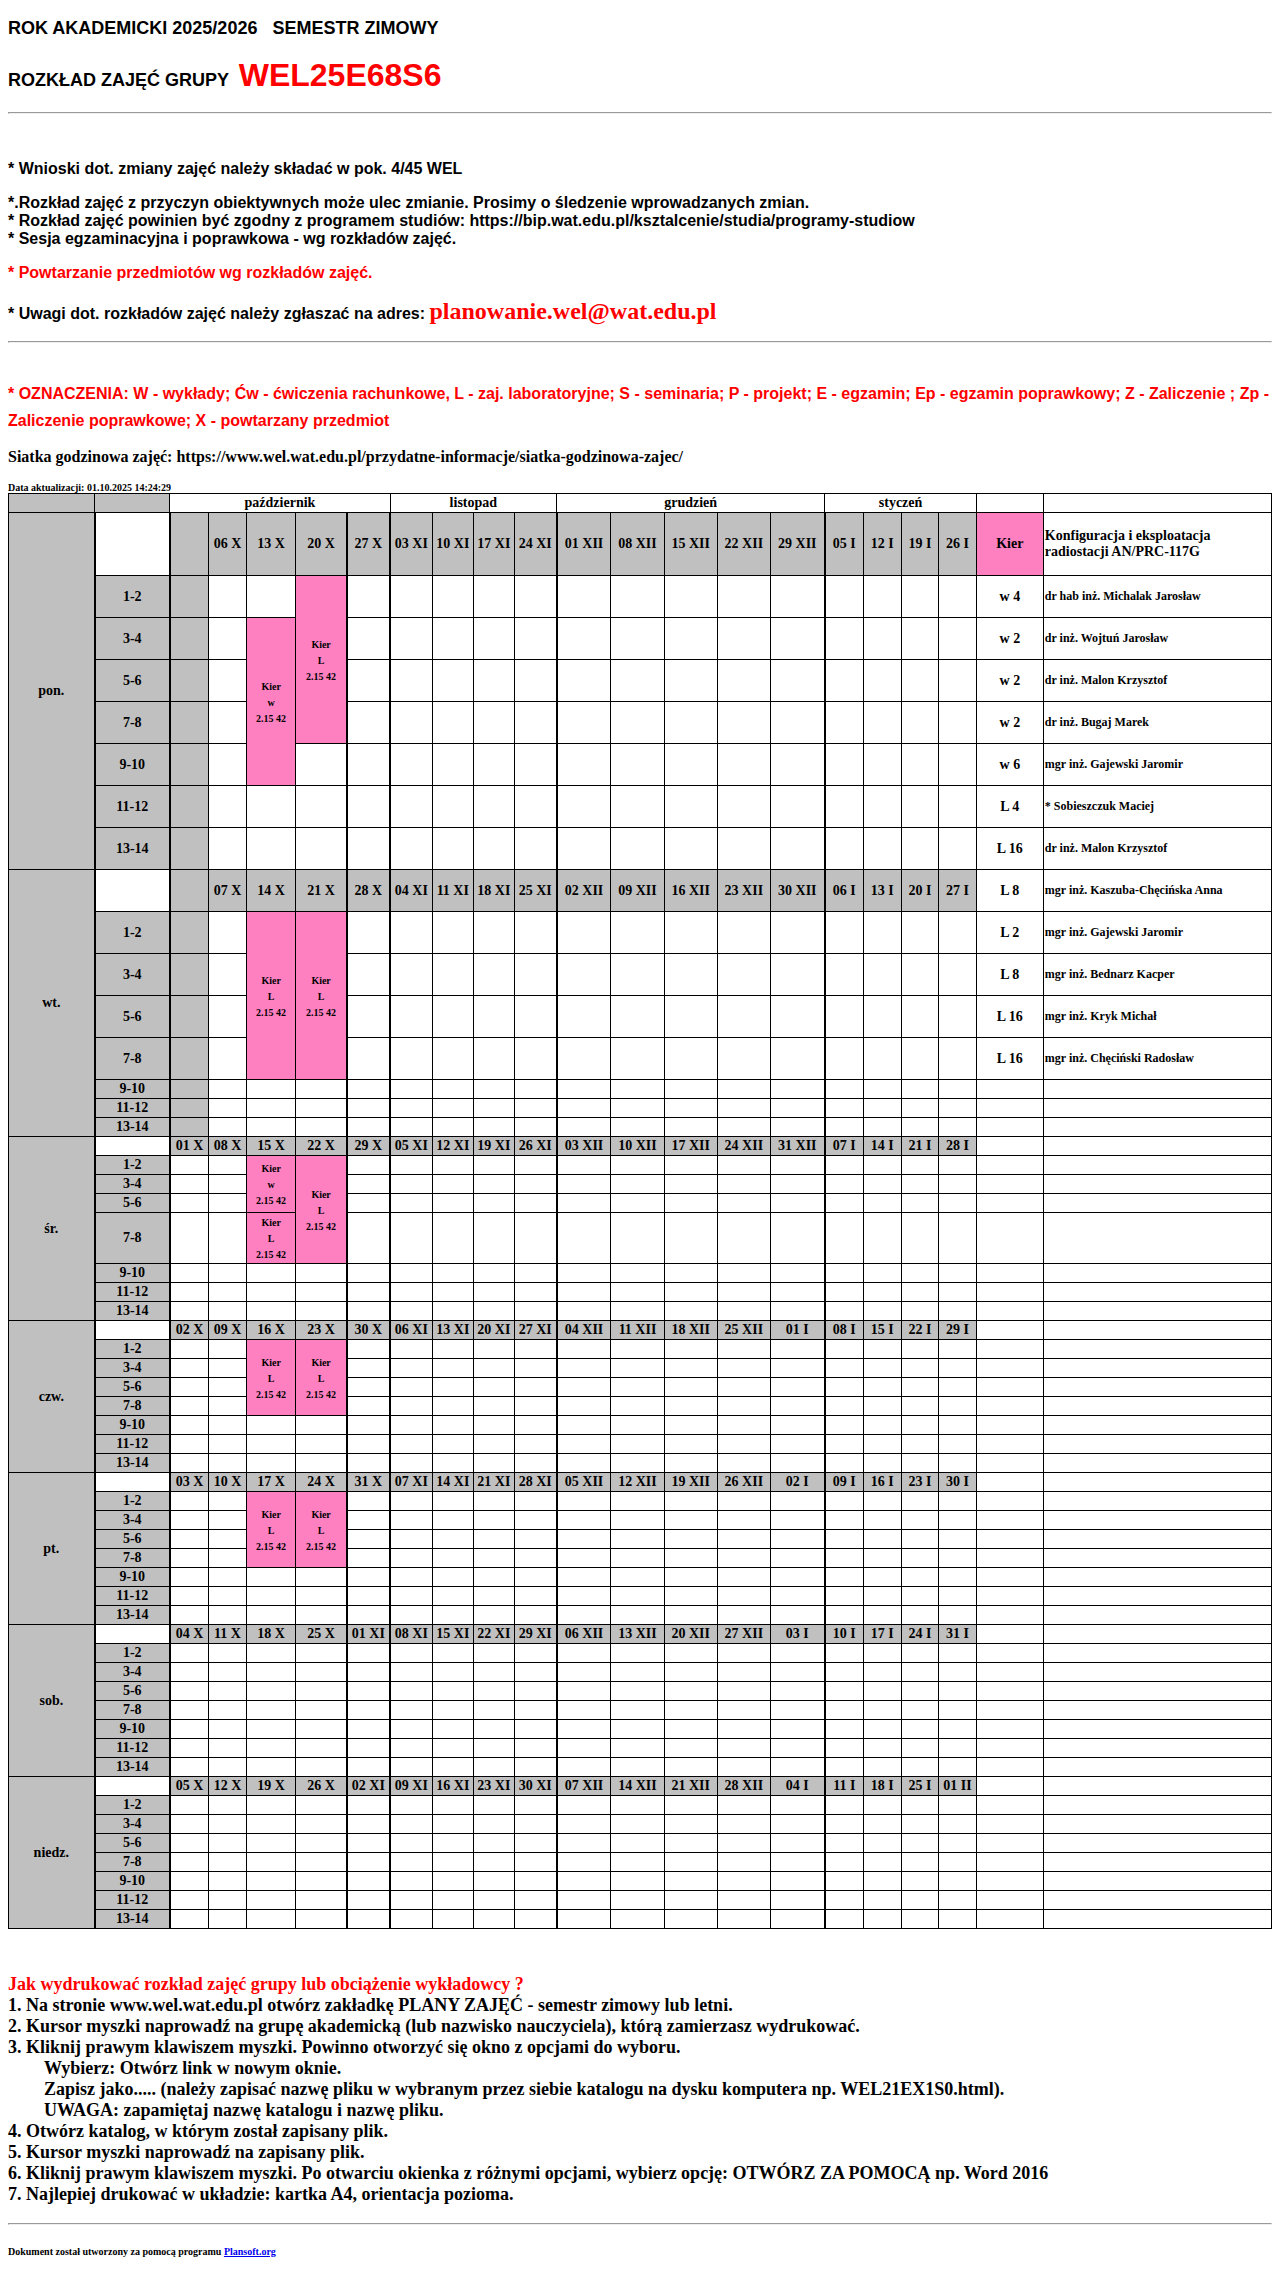 ROK AKADEMICKI 2025/2026   SEMESTR ZIMOWY
ROZKŁAD ZAJĘĆ GRUPY  WEL25E68S6
* Wnioski dot. zmiany zajęć należy składać w pok. 4/45 WEL
*.Rozkład zajęć z przyczyn obiektywnych może ulec zmianie. Prosimy o śledzenie wprowadzanych zmian.
* Rozkład zajęć powinien być zgodny z programem studiów: https://bip.wat.edu.pl/ksztalcenie/studia/programy-studiow
* Sesja egzaminacyjna i poprawkowa - wg rozkładów zajęć.
* Powtarzanie przedmiotów wg rozkładów zajęć.
* Uwagi dot. rozkładów zajęć należy zgłaszać na adres: planowanie.wel@wat.edu.pl
* OZNACZENIA: W - wykłady; Ćw - ćwiczenia rachunkowe, L - zaj. laboratoryjne; S - seminaria; P - projekt; E - egzamin; Ep - egzamin poprawkowy; Z - Zaliczenie ; Zp -
Zaliczenie poprawkowe; X - powtarzany przedmiot
Siatka godzinowa zajęć: https://www.wel.wat.edu.pl/przydatne-informacje/siatka-godzinowa-zajec/
Data aktualizacji: 01.10.2025 14:24:29
październik listopad grudzień styczeń
pon. 06 X 13 X 20 X 27 X 03 XI 10 XI 17 XI 24 XI 01 XII 08 XII 15 XII 22 XII 29 XII 05 I 12 I 19 I 26 I Kier Konfiguracja i eksploatacja
radiostacji AN/PRC-117G
1-2 w 4 dr hab inż. Michalak Jarosław
3-4 w 2 dr inż. Wojtuń Jarosław
Kier
L
2.15 42
5-6 w 2 dr inż. Malon Krzysztof
Kier
w
2.15 42
7-8 w 2 dr inż. Bugaj Marek
9-10 w 6 mgr inż. Gajewski Jaromir
11-12 L 4 * Sobieszczuk Maciej
13-14 L 16 dr inż. Malon Krzysztof
wt. 07 X 14 X 21 X 28 X 04 XI 11 XI 18 XI 25 XI 02 XII 09 XII 16 XII 23 XII 30 XII 06 I 13 I 20 I 27 I L 8 mgr inż. Kaszuba-Chęcińska Anna
1-2 L 2 mgr inż. Gajewski Jaromir
3-4 L 8 mgr inż. Bednarz Kacper
Kier Kier
L L
2.15 42 2.15 42
5-6 L 16 mgr inż. Kryk Michał
7-8 L 16 mgr inż. Chęciński Radosław
9-10
11-12
13-14
śr. 01 X 08 X 15 X 22 X 29 X 05 XI 12 XI 19 XI 26 XI 03 XII 10 XII 17 XII 24 XII 31 XII 07 I 14 I 21 I 28 I
1-2
3-4
5-6
Kier
w
2.15 42
Kier
L
2.15 42
7-8
Kier
L
2.15 42
9-10
11-12
13-14
czw. 02 X 09 X 16 X 23 X 30 X 06 XI 13 XI 20 XI 27 XI 04 XII 11 XII 18 XII 25 XII 01 I 08 I 15 I 22 I 29 I
1-2
3-4
5-6
7-8
Kier Kier
L L
2.15 42 2.15 42
9-10
11-12
13-14
pt. 03 X 10 X 17 X 24 X 31 X 07 XI 14 XI 21 XI 28 XI 05 XII 12 XII 19 XII 26 XII 02 I 09 I 16 I 23 I 30 I
1-2
3-4
5-6
7-8
Kier Kier
L L
2.15 42 2.15 42
9-10
11-12
13-14
sob. 04 X 11 X 18 X 25 X 01 XI 08 XI 15 XI 22 XI 29 XI 06 XII 13 XII 20 XII 27 XII 03 I 10 I 17 I 24 I 31 I
1-2
3-4
5-6
7-8
9-10
11-12
13-14
niedz. 05 X 12 X 19 X 26 X 02 XI 09 XI 16 XI 23 XI 30 XI 07 XII 14 XII 21 XII 28 XII 04 I 11 I 18 I 25 I 01 II
1-2
3-4
5-6
7-8
9-10
11-12
13-14
Jak wydrukować rozkład zajęć grupy lub obciążenie wykładowcy ?
1. Na stronie www.wel.wat.edu.pl otwórz zakładkę PLANY ZAJĘĆ - semestr zimowy lub letni.
2. Kursor myszki naprowadź na grupę akademicką (lub nazwisko nauczyciela), którą zamierzasz wydrukować.
3. Kliknij prawym klawiszem myszki. Powinno otworzyć się okno z opcjami do wyboru.
Wybierz: Otwórz link w nowym oknie.
Zapisz jako..... (należy zapisać nazwę pliku w wybranym przez siebie katalogu na dysku komputera np. WEL21EX1S0.html).
UWAGA: zapamiętaj nazwę katalogu i nazwę pliku.
4. Otwórz katalog, w którym został zapisany plik.
5. Kursor myszki naprowadź na zapisany plik.
6. Kliknij prawym klawiszem myszki. Po otwarciu okienka z różnymi opcjami, wybierz opcję: OTWÓRZ ZA POMOCĄ np. Word 2016
7. Najlepiej drukować w układzie: kartka A4, orientacja pozioma.
Dokument został utworzony za pomocą programu Plansoft.org